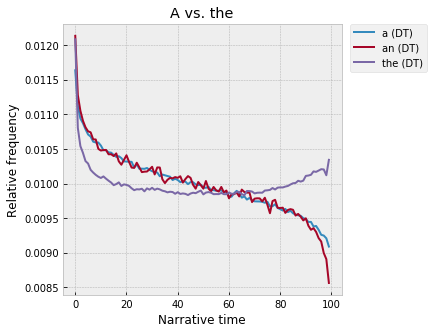 A vs. the
a (DT)
an (DT)
the (DT)
0.0120
0.0115
0.0110
0.0105
0.0100
0.0095
0.0090
0.0085
Relative frequency
0 20 40 60 80 100
Narrative time